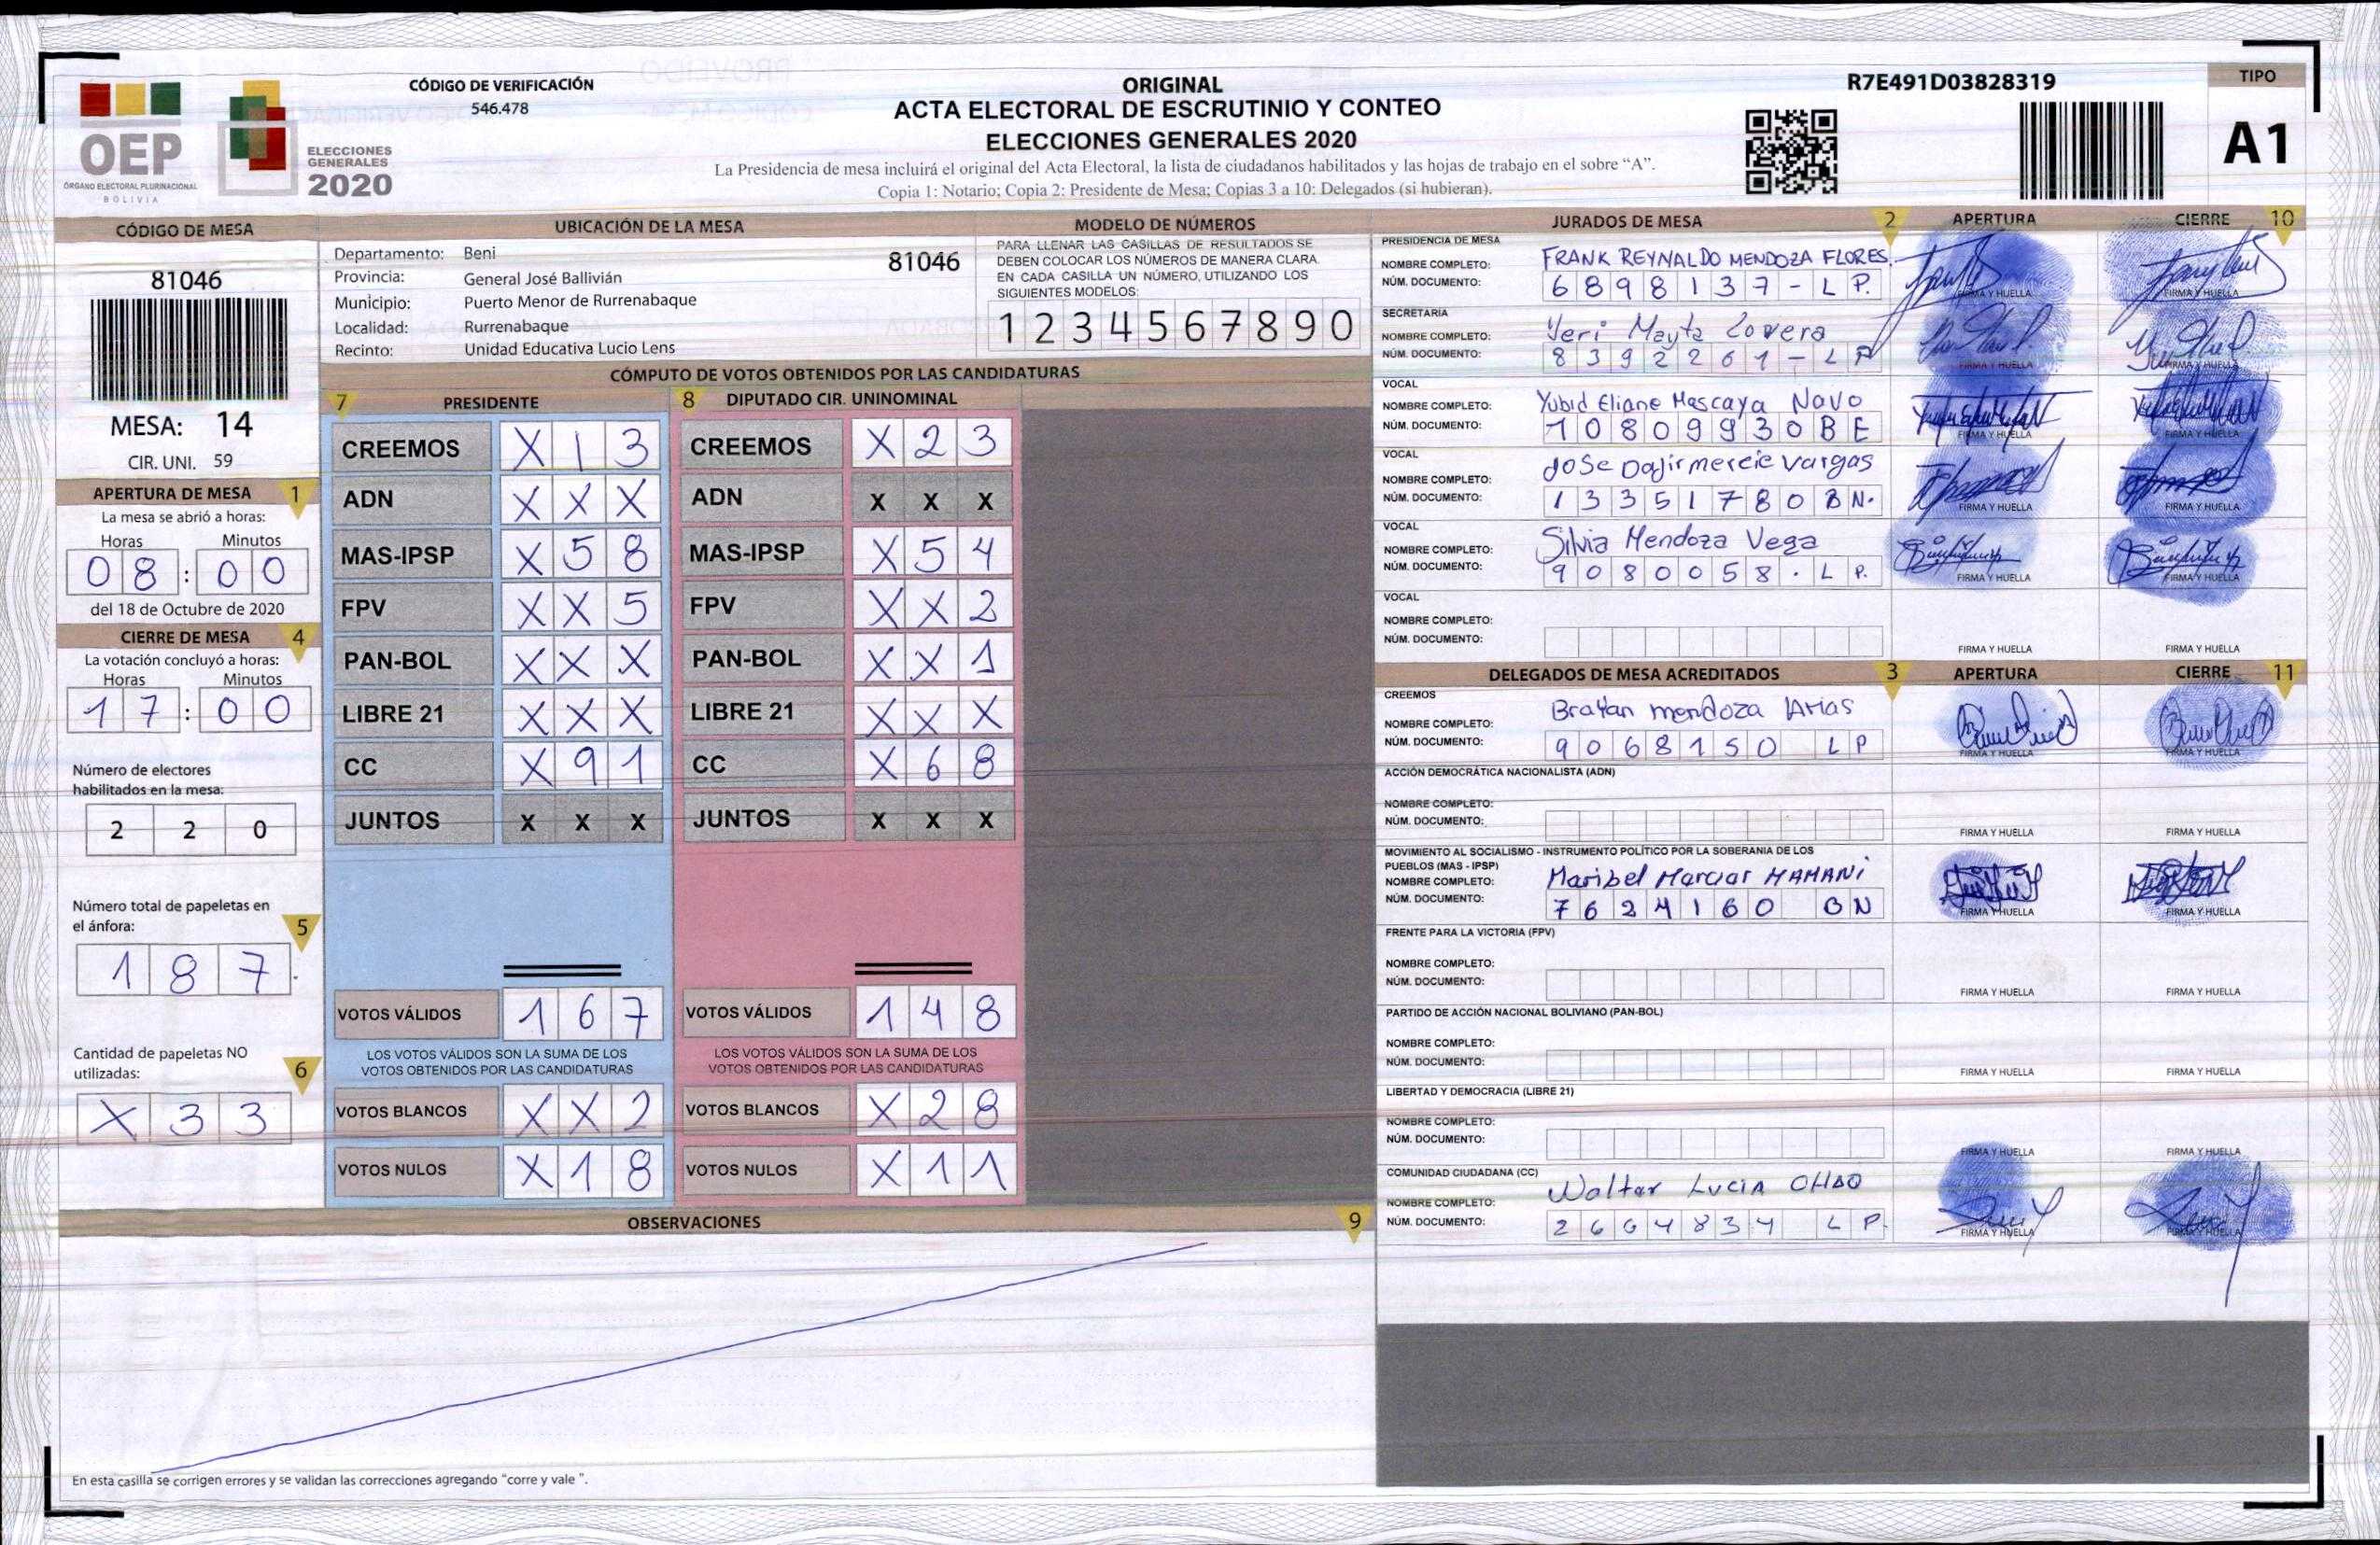 CÓDIGO DE VERIFICACIÓN
546.478
OEP
ÓRGANO ELECTORAL PLURINACIONAL
BOLIVIA
ELECCIONES
GENERALES
2020
ORIGINAL
ACTA ELECTORAL DE ESCRUTINIO Y CONTEO
ELECCIONES GENERALES 2020
La Presidencia de mesa incluirá el original del Acta Electoral, la lista de ciudadanos habilitados y las hojas de trabajo en el sobre “A”.
Copia 1: Notario; Copia 2: Presidente de Mesa; Copias 3 a 10: Delegados (si hubieran).
R7E491D03828319
TIPO
A1
CÓDIGO DE MESA
81046
MESA: 14
CIR. UNI. 59
APERTURA DE MESA 1
La mesa se abrió a horas:
Horas Minutos
08 : 00
del 18 de Octubre de 2020
CIERRE DE MESA 4
La votación concluyó a horas:
Horas Minutos
17 : 00
Número de electores
habilitados en la mesa:
2 2 0
Número total de papeletas en
el ánfora: 5
1 8 7
Cantidad de papeletas NO
utilizadas: 6
X 3 3
UBICACIÓN DE LA MESA
Departamento: Beni
81046
Provincia: General José Ballivián
Municipio: Puerto Menor de Rurrenabaque
Localidad: Rurrenabaque
Recinto: Unidad Educativa Lucio Lens
MODELO DE NÚMEROS
PARA LLENAR LAS CASILLAS DE RESULTADOS SE
DEBEN COLOCAR LOS NÚMEROS DE MANERA CLARA.
EN CADA CASILLA UN NÚMERO, UTILIZANDO LOS
SIGUIENTES MODELOS:
1 2 3 4 5 6 7 8 9 0
CÓMPUTO DE VOTOS OBTENIDOS POR LAS CANDIDATURAS
7 PRESIDENTE
CREEMOS X 1 3
ADN X X X
MAS-IPSP X 5 8
FPV X X 5
PAN-BOL X X X
LIBRE 21 X X X
CC X 9 1
JUNTOS X X X
VOTOS VÁLIDOS 1 6 7
LOS VOTOS VÁLIDOS SON LA SUMA DE LOS
VOTOS OBTENIDOS POR LAS CANDIDATURAS
VOTOS BLANCOS X X 2
VOTOS NULOS X 1 8
8 DIPUTADO CIR. UNINOMINAL
CREEMOS X 2 3
ADN X X X
MAS-IPSP X 5 4
FPV X X 2
PAN-BOL X X 1
LIBRE 21 X X X
CC X 6 8
JUNTOS X X X
VOTOS VÁLIDOS 1 4 8
LOS VOTOS VÁLIDOS SON LA SUMA DE LOS
VOTOS OBTENIDOS POR LAS CANDIDATURAS
VOTOS BLANCOS X 2 8
VOTOS NULOS X 1 1
OBSERVACIONES 9
En esta casilla se corrigen errores y se validan las correcciones agregando “corre y vale ”.
JURADOS DE MESA 2 APERTURA CIERRE 10
PRESIDENCIA DE MESA
NOMBRE COMPLETO: FRANK REYNALDO MENDOZA FLORES.
NÚM. DOCUMENTO: 6898137-LP.
FIRMA Y HUELLA FIRMA Y HUELLA
SECRETARIA
NOMBRE COMPLETO: Yeri Mayta Lovera
NÚM. DOCUMENTO: 8392261-LP
FIRMA Y HUELLA FIRMA Y HUELLA
VOCAL
NOMBRE COMPLETO: Yubid Eliane Mascaya Navo
NÚM. DOCUMENTO: 10809930BE
FIRMA Y HUELLA FIRMA Y HUELLA
VOCAL
NOMBRE COMPLETO: Jose Vargas
NÚM. DOCUMENTO: 13351780BN.
FIRMA Y HUELLA FIRMA Y HUELLA
VOCAL
NOMBRE COMPLETO: Silvia Mendoza Vega
NÚM. DOCUMENTO: 9080058.LP.
FIRMA Y HUELLA FIRMA Y HUELLA
VOCAL
NOMBRE COMPLETO:
NÚM. DOCUMENTO:
FIRMA Y HUELLA FIRMA Y HUELLA
DELEGADOS DE MESA ACREDITADOS 3 APERTURA CIERRE 11
CREEMOS
NOMBRE COMPLETO: Brayan mendoza Arias
NÚM. DOCUMENTO: 9068150 LP
FIRMA Y HUELLA FIRMA Y HUELLA
ACCIÓN DEMOCRÁTICA NACIONALISTA (ADN)
NOMBRE COMPLETO:
NÚM. DOCUMENTO:
FIRMA Y HUELLA FIRMA Y HUELLA
MOVIMIENTO AL SOCIALISMO - INSTRUMENTO POLÍTICO POR LA SOBERANIA DE LOS
PUEBLOS (MAS - IPSP)
NOMBRE COMPLETO: Maribel Marciar MAMANi
NÚM. DOCUMENTO: 7624160 BN
FIRMA Y HUELLA FIRMA Y HUELLA
FRENTE PARA LA VICTORIA (FPV)
NOMBRE COMPLETO:
NÚM. DOCUMENTO:
FIRMA Y HUELLA FIRMA Y HUELLA
PARTIDO DE ACCIÓN NACIONAL BOLIVIANO (PAN-BOL)
NOMBRE COMPLETO:
NÚM. DOCUMENTO:
FIRMA Y HUELLA FIRMA Y HUELLA
LIBERTAD Y DEMOCRACIA (LIBRE 21)
NOMBRE COMPLETO:
NÚM. DOCUMENTO:
FIRMA Y HUELLA FIRMA Y HUELLA
COMUNIDAD CIUDADANA (CC)
NOMBRE COMPLETO: Walter Lucia
NÚM. DOCUMENTO: 2664834 LP.
FIRMA Y HUELLA FIRMA Y HUELLA